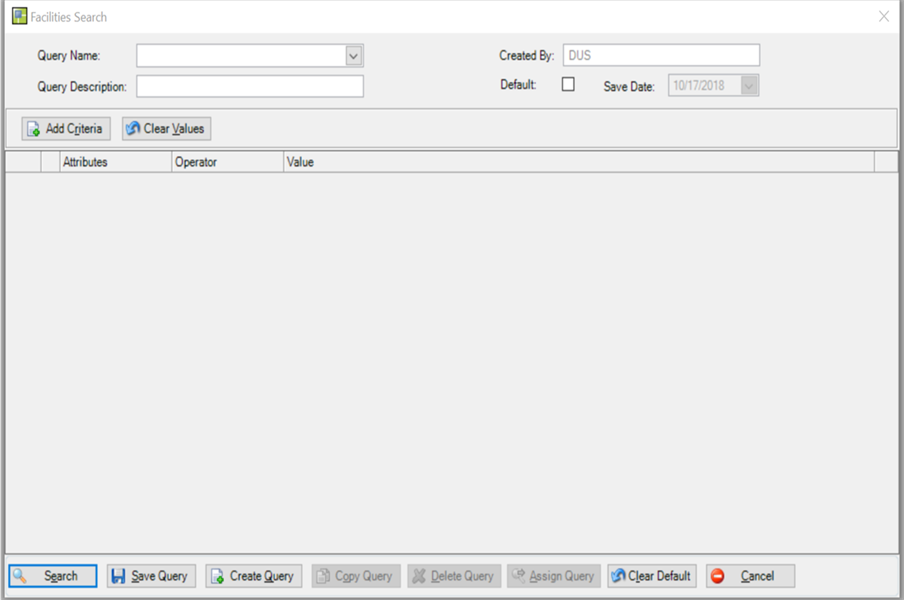 Facilities Search
Query Name: Created By: DUS
Query Description: Default: Save Date: 10/17/2018
Add Criteria Clear Values
Attributes Operator Value
Search Save Query Create Query Copy Query Delete Query Assign Query Clear Default Cancel